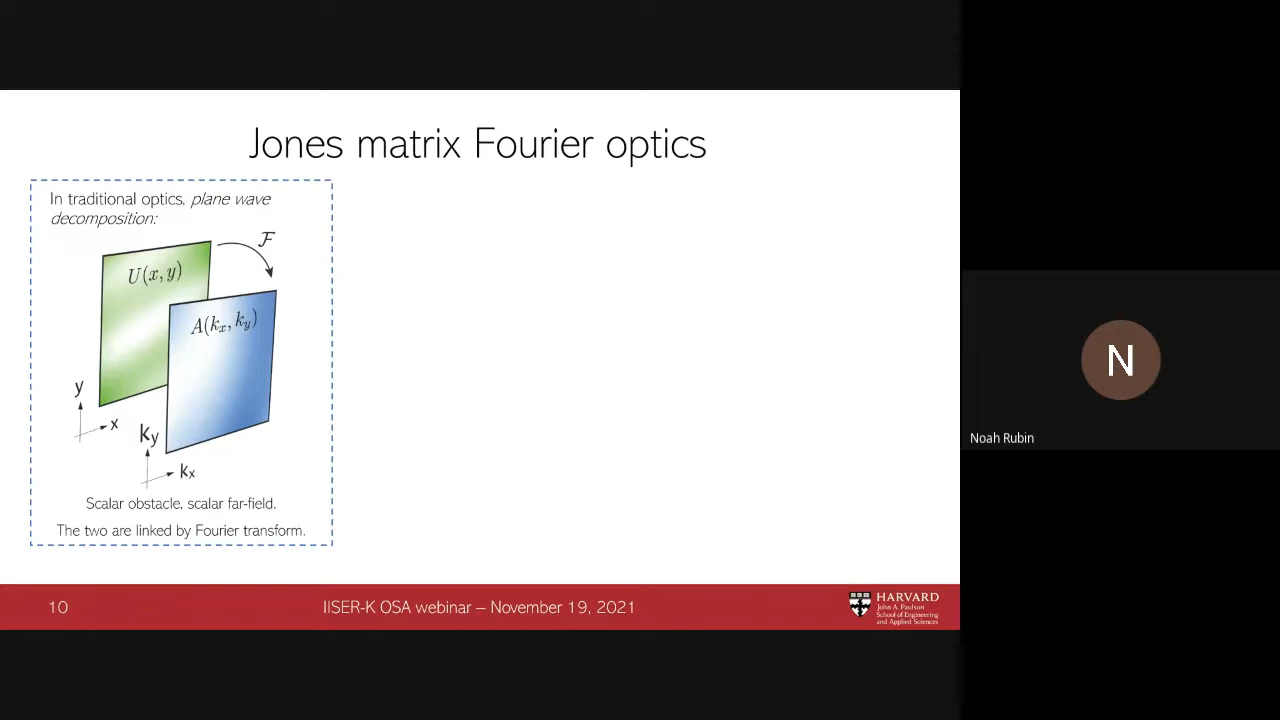 Jones matrix Fourier optics
In traditional optics, plane wave
decomposition:
ℱ
U(x, y)
A(kx, ky)
y
x
ky
kx
Scalar obstacle, scalar far-field.
The two are linked by Fourier transform.
10
IISER-K OSA webinar – November 19, 2021
HARVARD
John A. Paulson
School of Engineering
and Applied Sciences
N
Noah Rubin